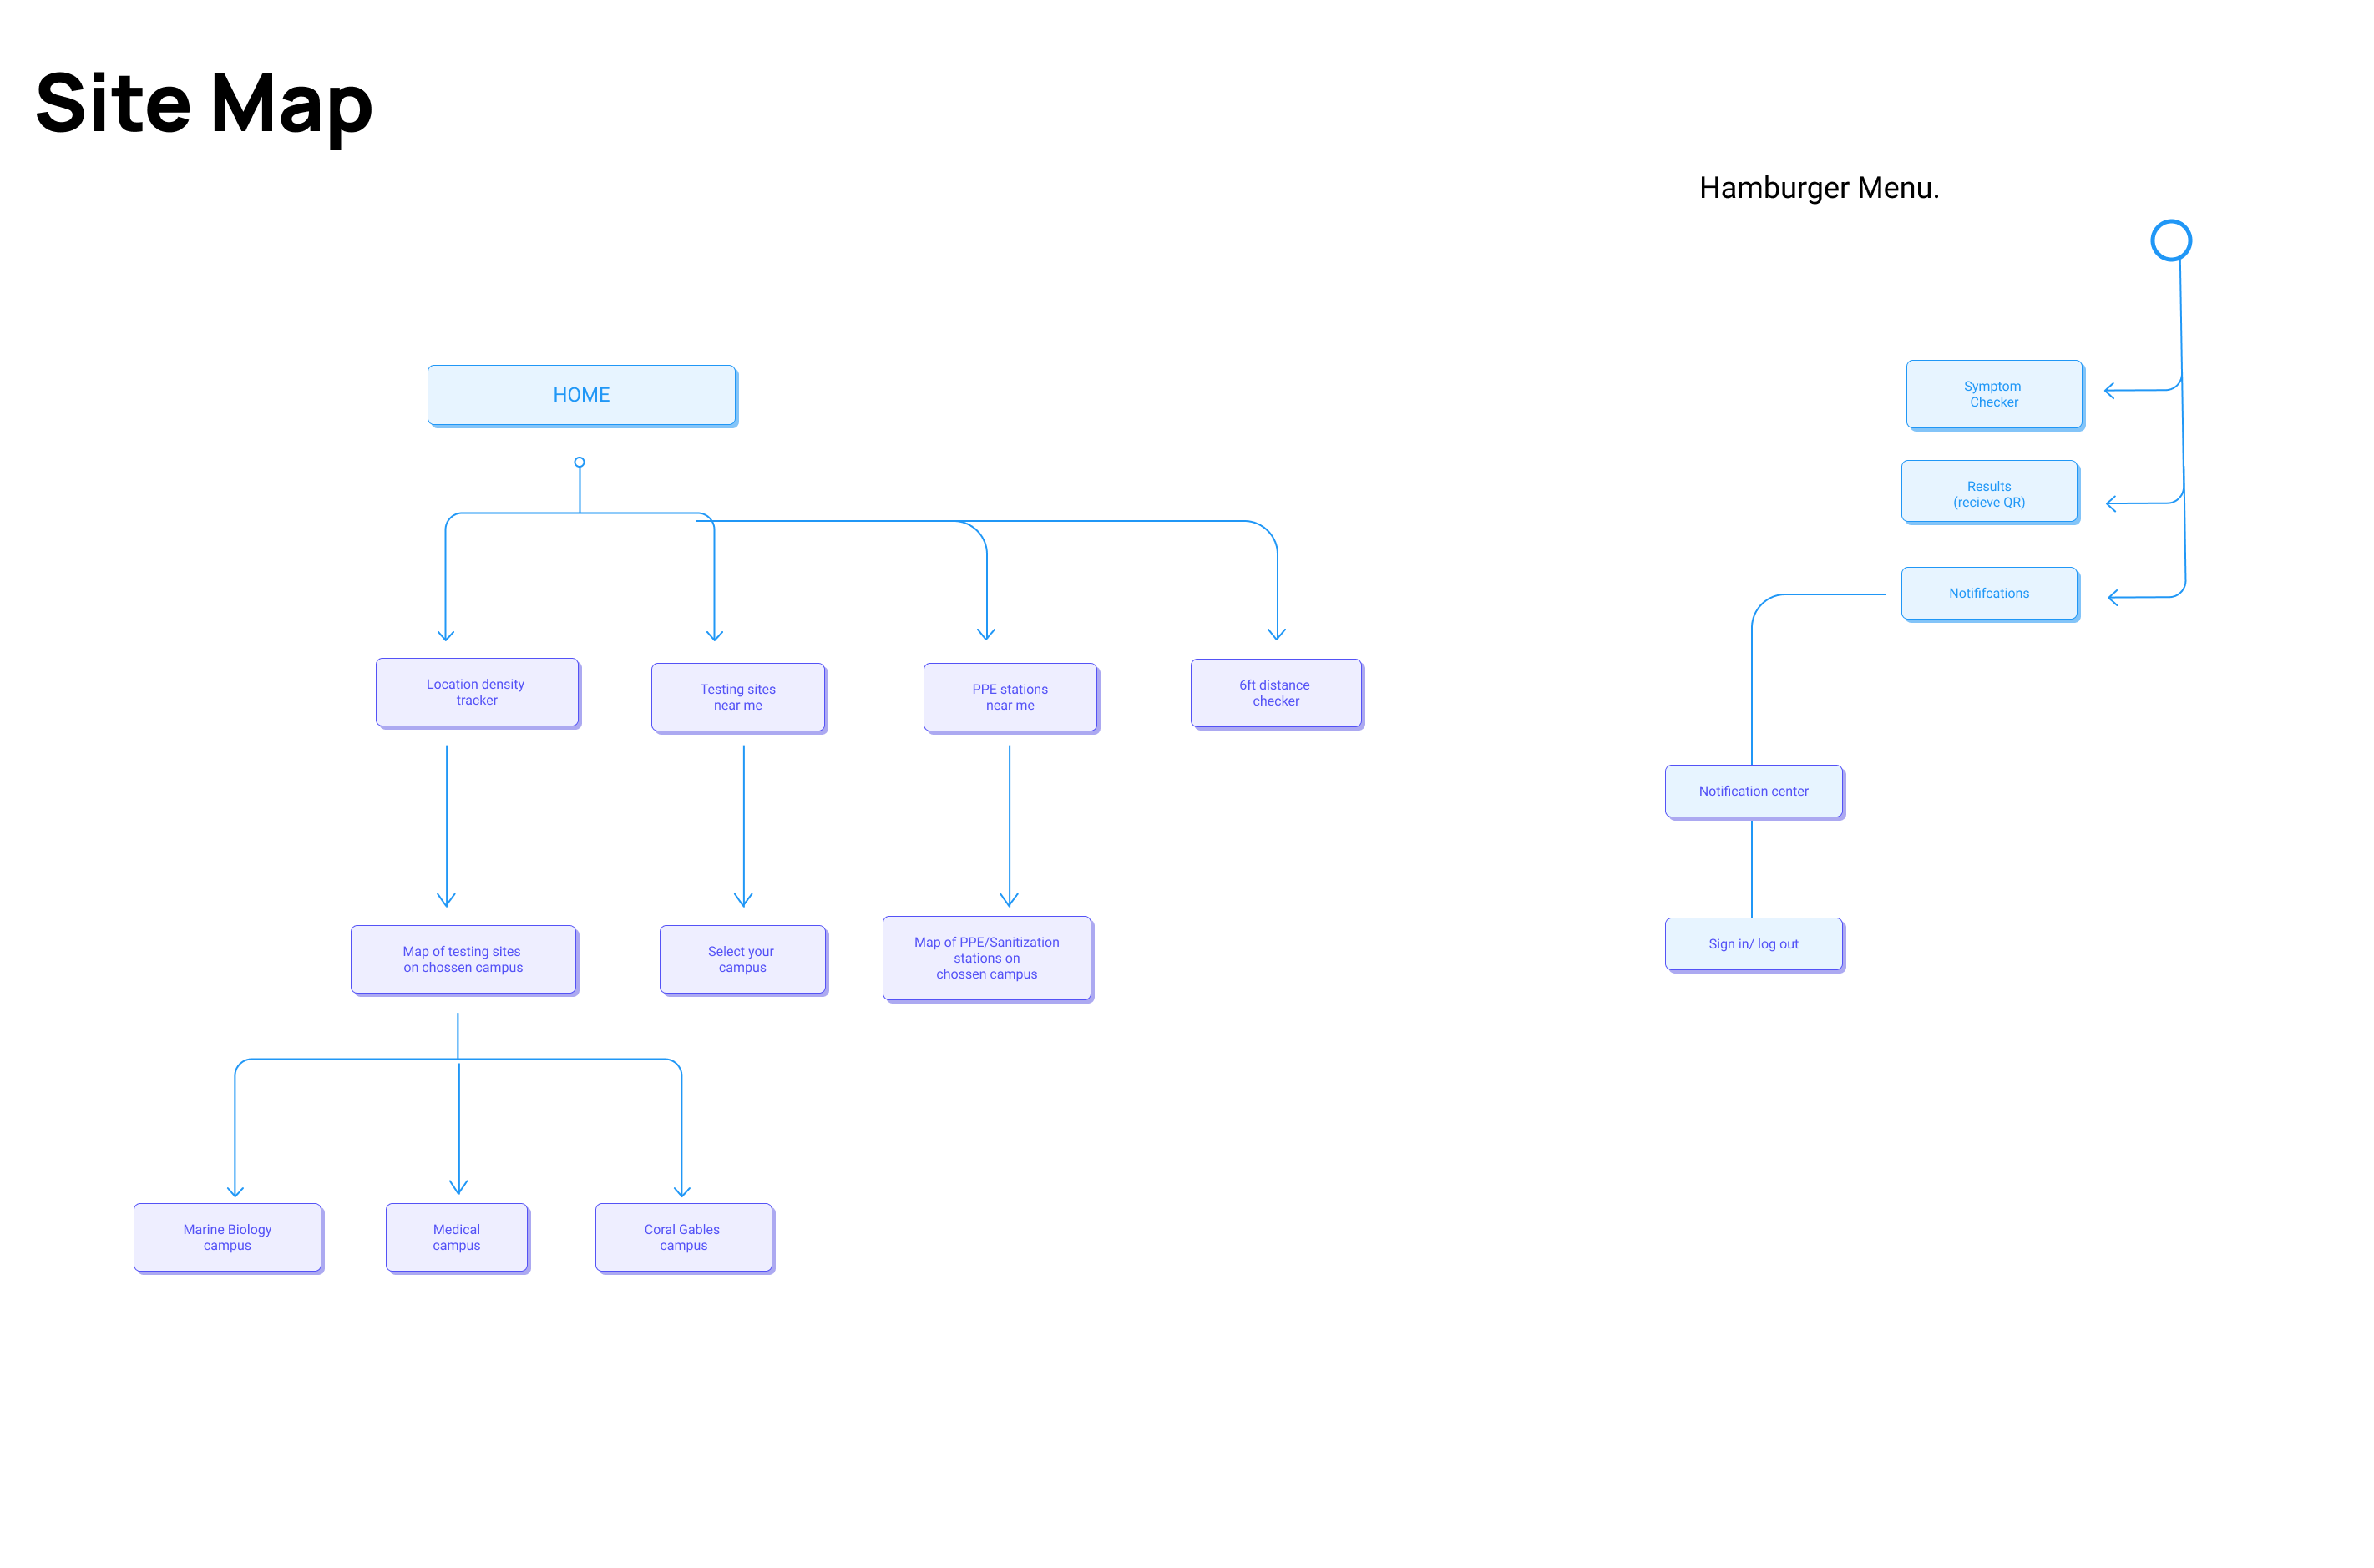 Site Map
Hamburger Menu.
HOME
Symptom
Checker
Results
(recieve QR)
Notififcations
Location density
tracker
Testing sites
near me
PPE stations
near me
6ft distance
checker
Notification center
Map of testing sites
on chossen campus
Select your
campus
Map of PPE/Sanitization
stations on
chossen campus
Sign in/ log out
Marine Biology
campus
Medical
campus
Coral Gables
campus